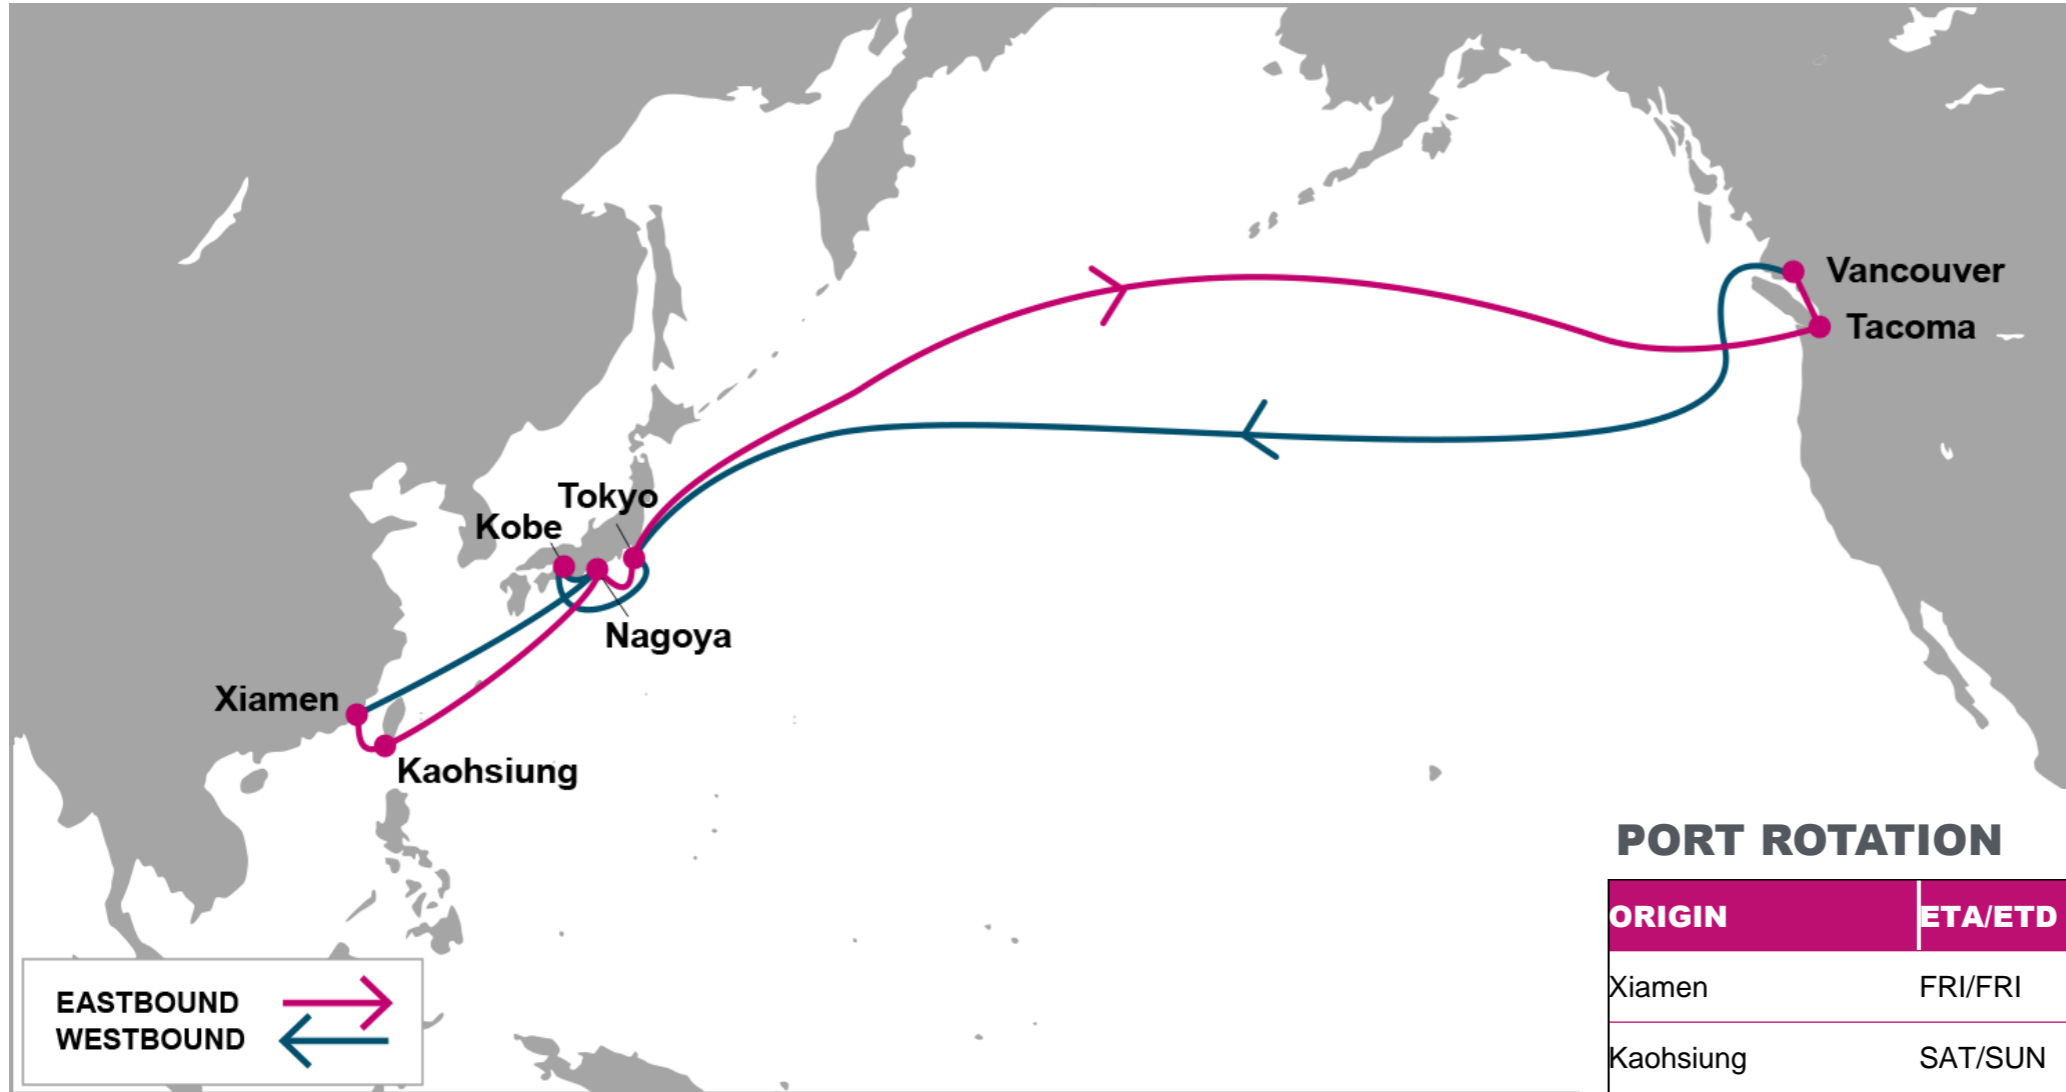 Vancouver
Tacoma
Tokyo
Kobe
Nagoya
Xiamen
Kaohsiung
EASTBOUND
WESTBOUND
PORT ROTATION
ORIGIN ETA/ETD
Xiamen FRI/FRI
Kaohsiung SAT/SUN